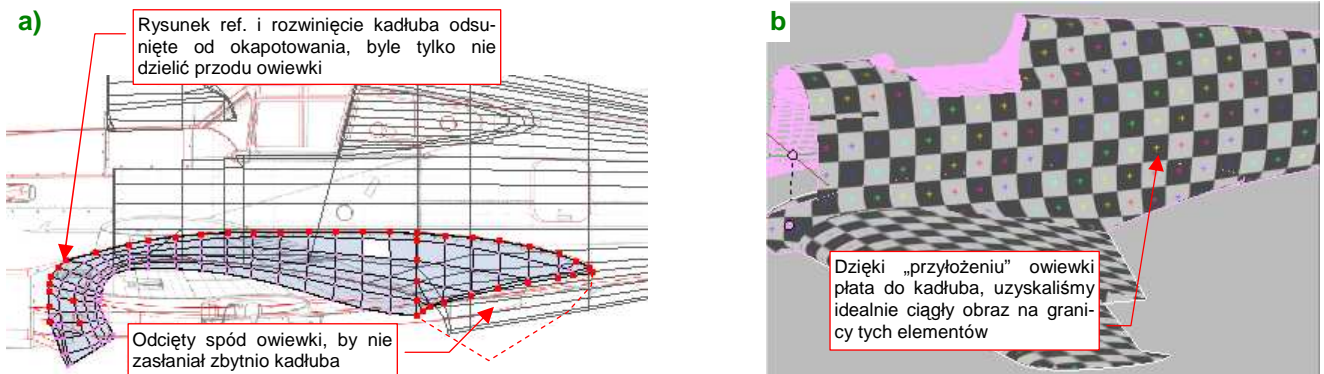 a)
Rysunek ref. i rozwinięcie kadłuba odsu-
nięte od okapotowania, byle tylko nie
dzielić przodu owiewki
Odcięty spód owiewki, by nie
zasłaniał zbytnio kadłuba
b
Dzięki „przyłożeniu” owiewki
płata do kadłuba, uzyskaliśmy
idealnie ciągły obraz na grani-
cy tych elementów